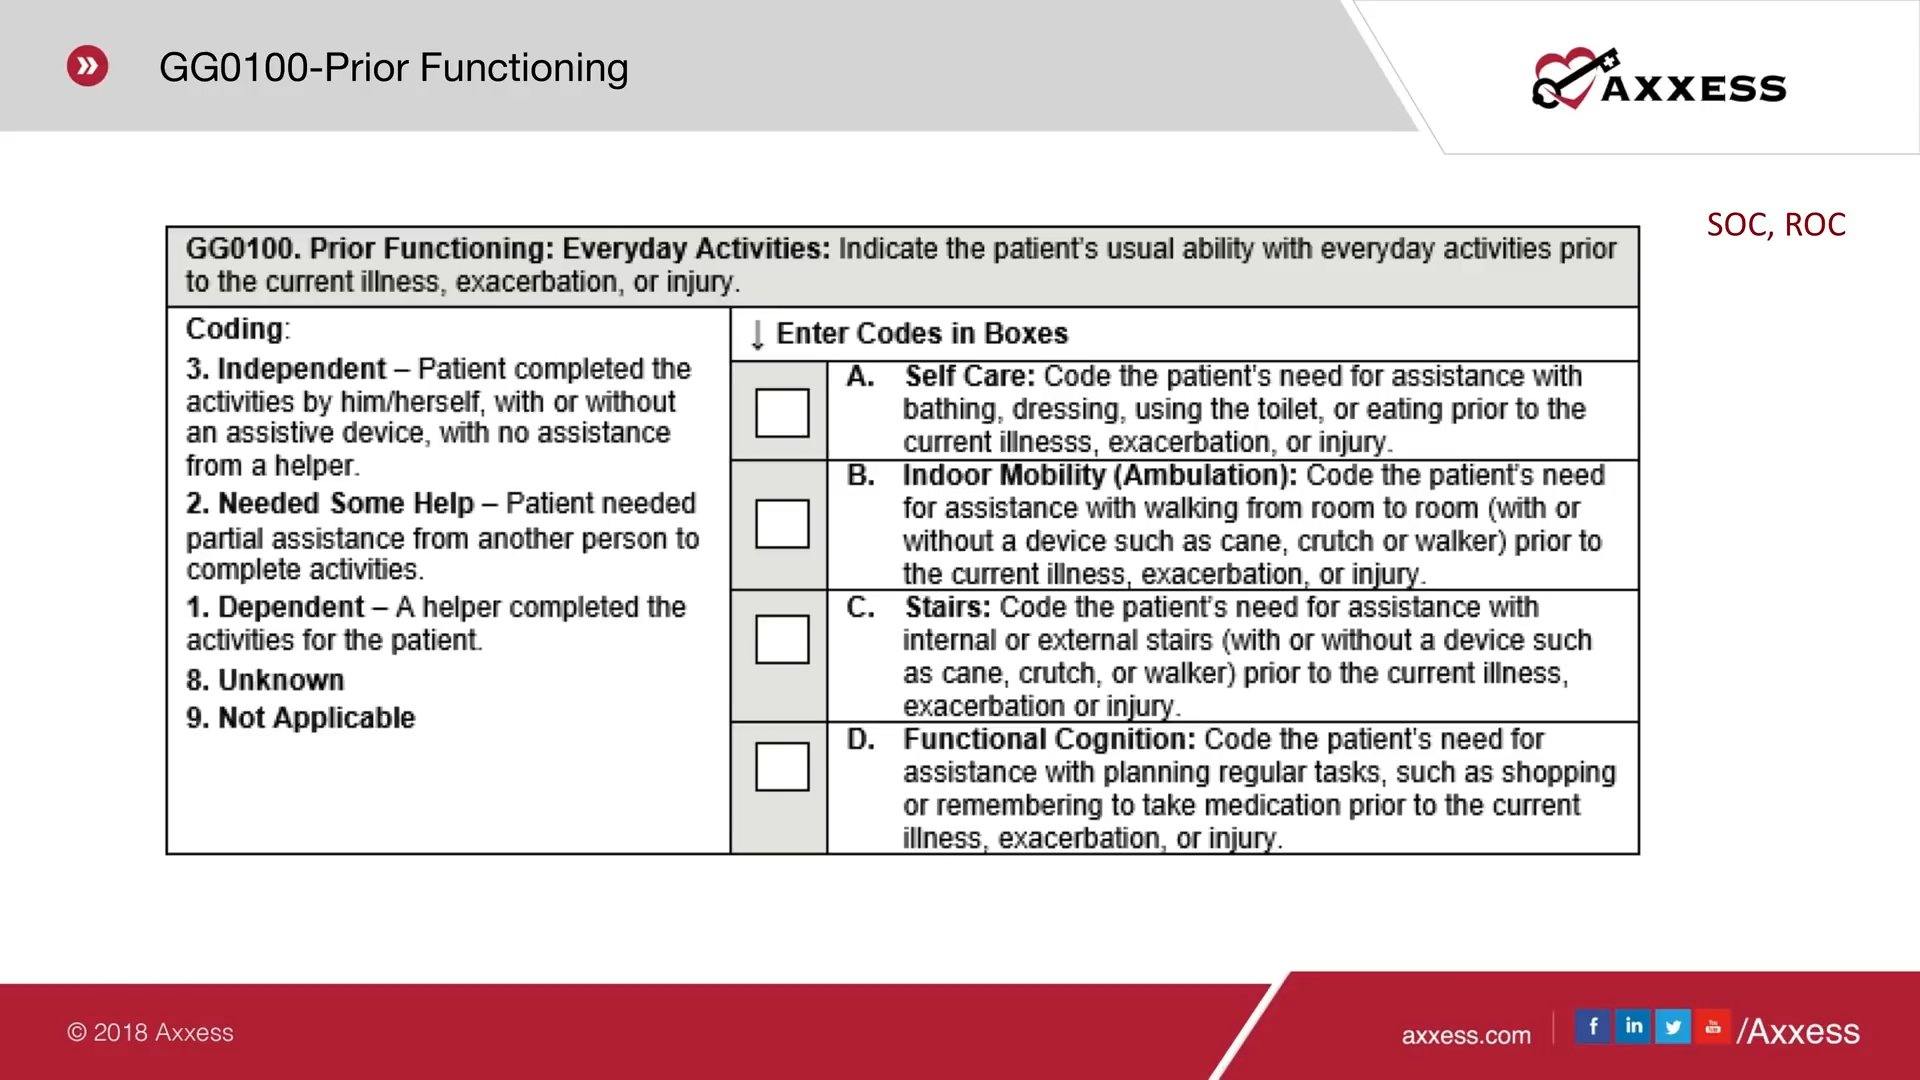 GG0100-Prior Functioning
AXXESS
SOC, ROC
GG0100. Prior Functioning: Everyday Activities: Indicate the patient's usual ability with everyday activities prior
to the current illness, exacerbation, or injury.
Coding:
3. Independent – Patient completed the
activities by him/herself, with or without
an assistive device, with no assistance
from a helper.
2. Needed Some Help – Patient needed
partial assistance from another person to
complete activities.
1. Dependent – A helper completed the
activities for the patient.
8. Unknown
9. Not Applicable
↓ Enter Codes in Boxes
A. Self Care: Code the patient's need for assistance with
bathing, dressing, using the toilet, or eating prior to the
current illnesss, exacerbation, or injury.
B. Indoor Mobility (Ambulation): Code the patient's need
for assistance with walking from room to room (with or
without a device such as cane, crutch or walker) prior to
the current illness, exacerbation, or injury.
C. Stairs: Code the patient's need for assistance with
internal or external stairs (with or without a device such
as cane, crutch, or walker) prior to the current illness,
exacerbation or injury.
D. Functional Cognition: Code the patient's need for
assistance with planning regular tasks, such as shopping
or remembering to take medication prior to the current
illness, exacerbation, or injury.
© 2018 Axxess
axxess.com
/Axxess